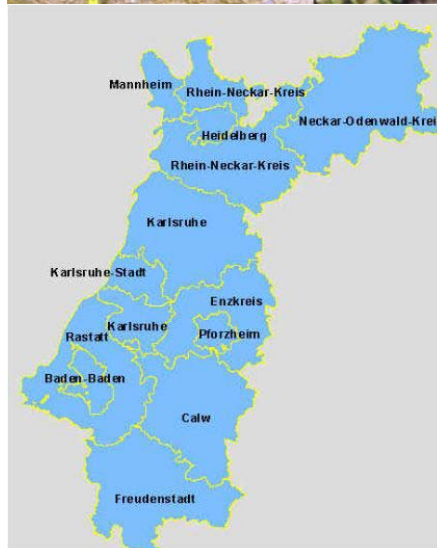 Mannheim
Rhein-Neckar-Kreis
Neckar-Odenwald-Krei
Heidelberg
Rhein-Neckar-Kreis
Karlsruhe
Karlsruhe-Stadt
Enzkreis
Karlsruhe
Pforzheim
Rastatt
Baden-Baden
Calw
Freudenstadt